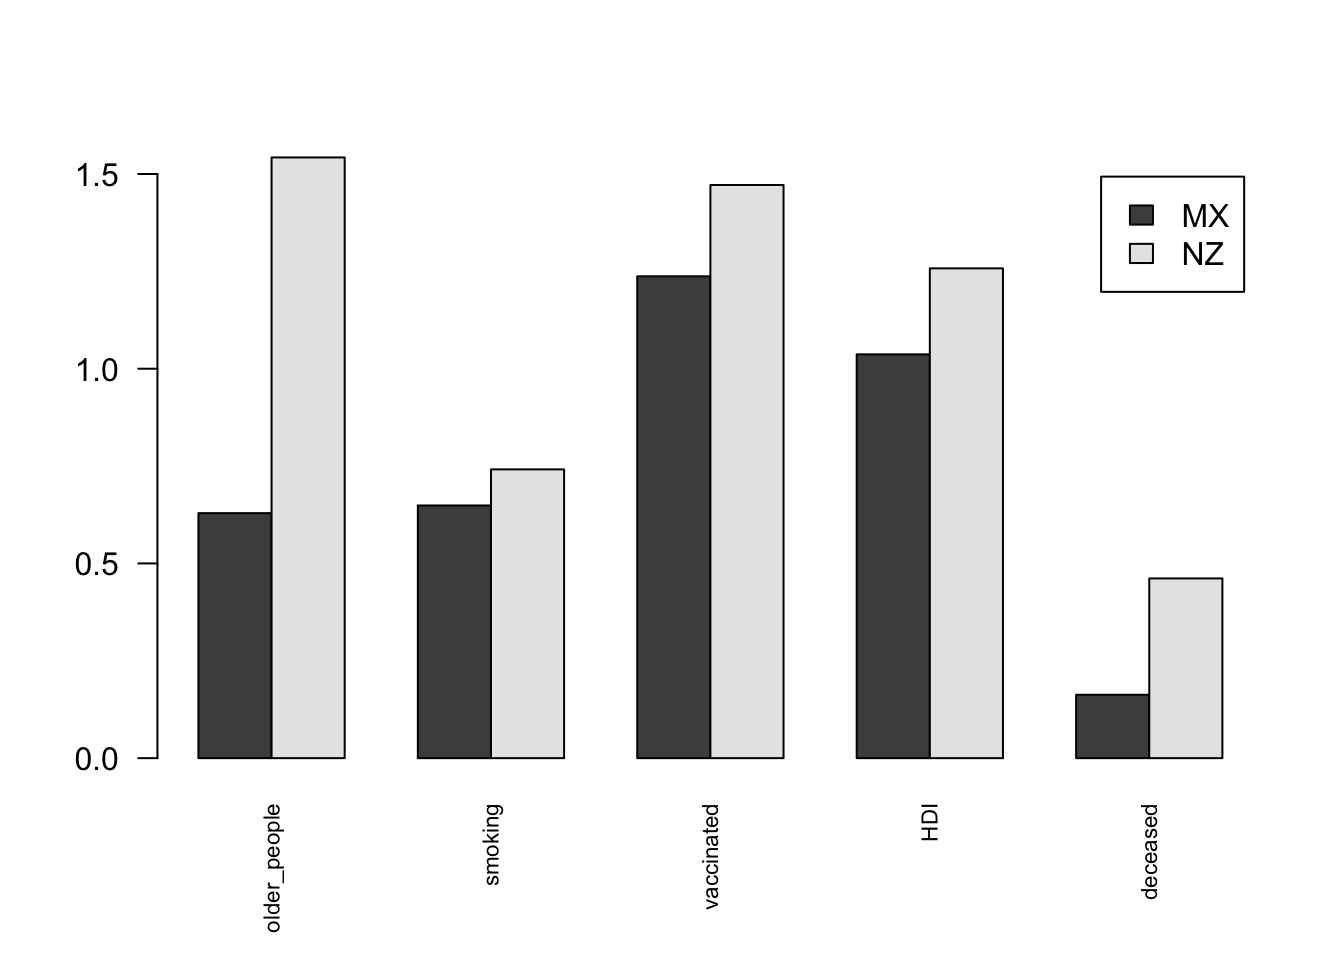 1.5
1.0
0.5
0.0
MX
NZ
older_people
smoking
vaccinated
HDI
deceased